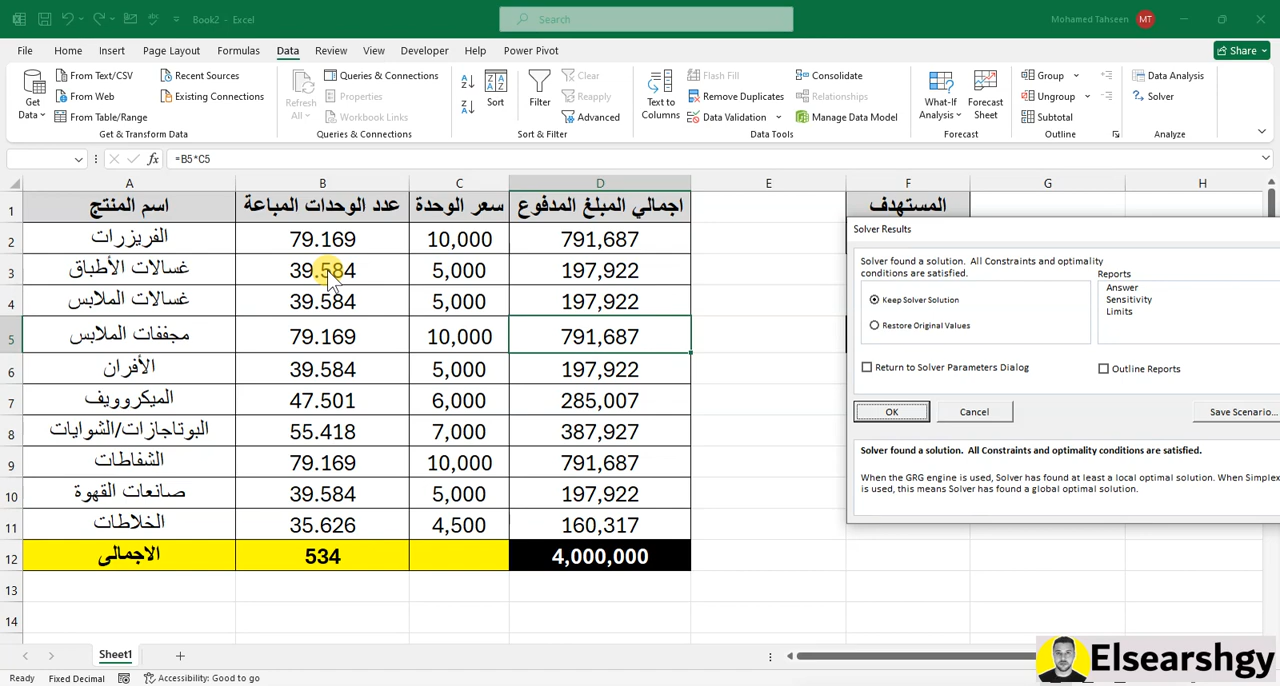 Book2 - Excel
Search
Mohamed Tahseen MT
File Home Insert Page Layout Formulas Data Review View Developer Help Power Pivot
Share
Get Data
From Text/CSV
From Web
From Table/Range
Recent Sources
Existing Connections
Get & Transform Data
Refresh All
Queries & Connections
Properties
Workbook Links
Queries & Connections
Sort
Filter
Clear
Reapply
Advanced
Sort & Filter
Text to Columns
Flash Fill
Remove Duplicates
Data Validation
Consolidate
Relationships
Manage Data Model
Data Tools
What-If Analysis
Forecast Sheet
Forecast
Group
Ungroup
Subtotal
Outline
Data Analysis
Solver
Analyze
fx =B5*C5
A B C D E F G H
1 اسم المنتج عدد الوحدات المباعة سعر الوحدة اجمالي المبلغ المدفوع المستهدف
2 الفريزرات 79.169 10,000 791,687
3 غسالات الأطباق 39.584 5,000 197,922
4 غسالات الملابس 39.584 5,000 197,922
5 مجففات الملابس 79.169 10,000 791,687
6 الأفران 39.584 5,000 197,922
7 الميكروويف 47.501 6,000 285,007
8 البوتاجازات/الشوايات 55.418 7,000 387,927
9 الشفاطات 79.169 10,000 791,687
10 صانعات القهوة 39.584 5,000 197,922
11 الخلاطات 35.626 4,500 160,317
12 الاجمالى 534 4,000,000
13
14
Solver Results
Solver found a solution. All Constraints and optimality
conditions are satisfied.
Keep Solver Solution
Restore Original Values
Reports
Answer
Sensitivity
Limits
Return to Solver Parameters Dialog
Outline Reports
OK Cancel Save Scenario...
Solver found a solution. All Constraints and optimality conditions are satisfied.
When the GRG engine is used, Solver has found at least a local optimal solution. When Simplex
is used, this means Solver has found a global optimal solution.
Sheet1
Ready Fixed Decimal Accessibility: Good to go
Elsearshgy